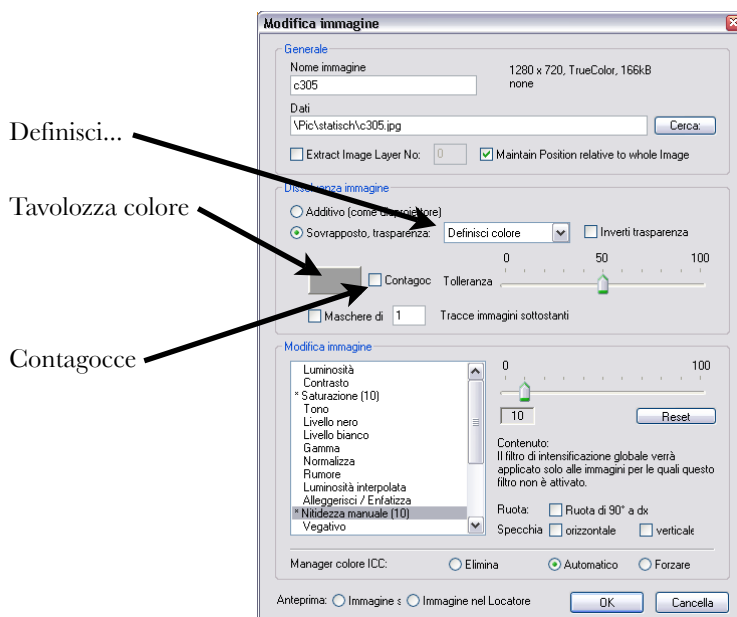 Modifica immagine
Generale
Nome immagine
1280 x 720, TrueColor, 166kB
c305
none
Dati
\Pic\statisch\c305.jpg
Cerca:
Definisci...
Extract Image Layer No:
0
Maintain Position relative to whole Image
Dissolvenza immagine
Tavolozza colore
Additivo (come diaproiettore)
Sovrapposto, trasparenza:
Definisci colore
Inverti trasparenza
0 50 100
Contagoc
Tolleranza
Maschere di
1
Tracce immagini sottostanti
Contagocce
Modifica immagine
Luminosità
Contrasto
* Saturazione (10)
Tono
Livello nero
Livello bianco
Gamma
Normalizza
Rumore
Luminosità interpolata
Alleggerisci / Enfatizza
* Nitidezza manuale (10)
Vegativo
0 100
10
Reset
Contenuto:
Il filtro di intensificazione globale verrà
applicato solo alle immagini per le quali questo
filtro non è attivato.
Ruota:
Ruota di 90° a dx
Specchia
orizzontale
verticale
Manager colore ICC:
Elimina
Automatico
Forzare
Anteprima:
Immagine s
Immagine nel Locatore
OK
Cancella